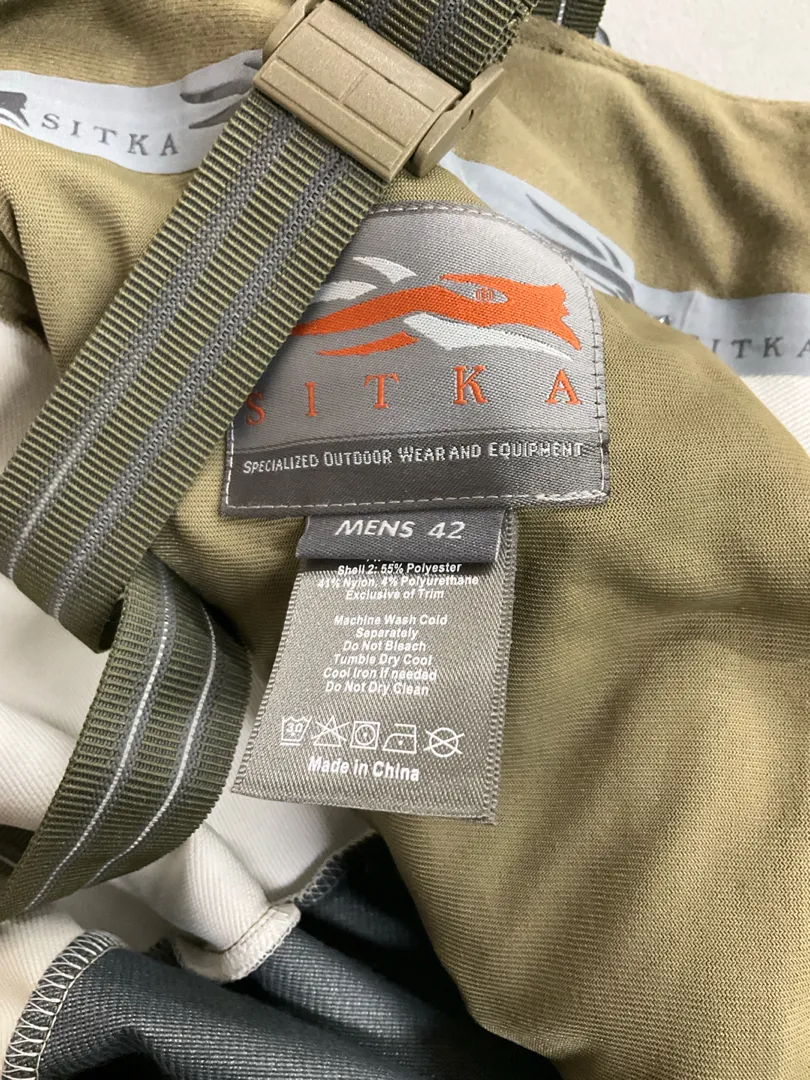 SITKA
SITKA
SPECIALIZED OUTDOOR WEAR AND EQUIPMENT
SITKA
MENS 42
Shell 2: 55% Polyester
41% Nylon, 4% Polyurethane
Exclusive of Trim
Machine Wash Cold
Separately
Do Not Bleach
Tumble Dry Cool
Cool Iron if needed
Do Not Dry Clean
30
Made in China